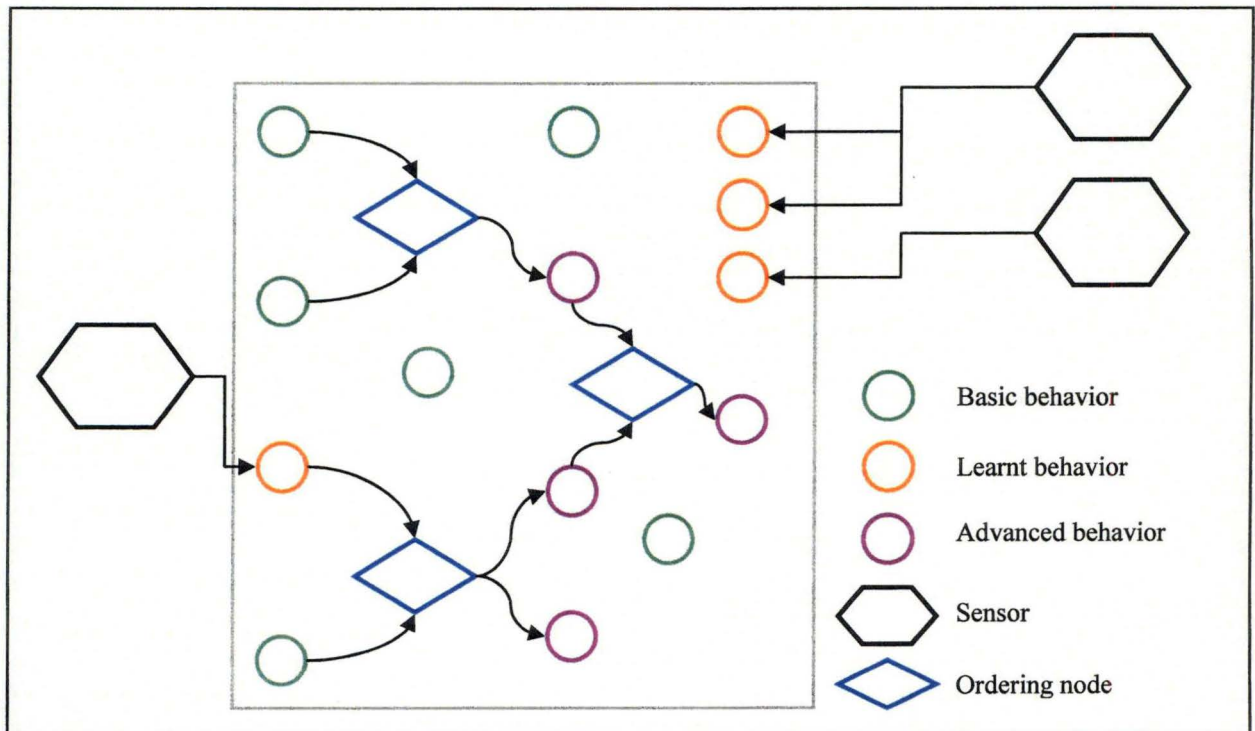 Basic behavior
Learnt behavior
Advanced behavior
Sensor
Ordering node